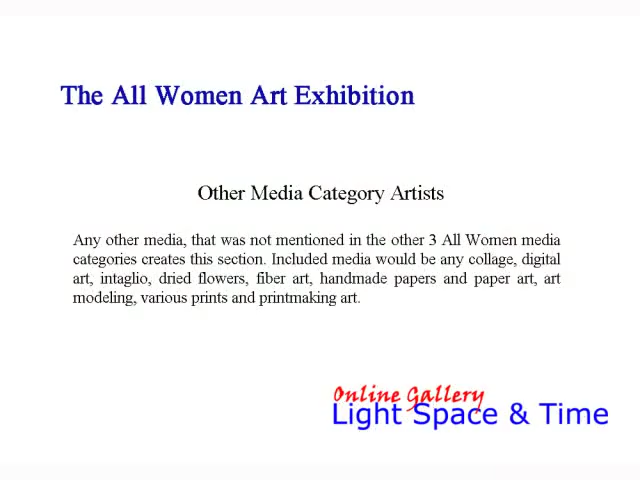 The All Women Art Exhibition
Other Media Category Artists
Any other media, that was not mentioned in the other 3 All Women media
categories creates this section. Included media would be any collage, digital
art, intaglio, dried flowers, fiber art, handmade papers and paper art, art
modeling, various prints and printmaking art.
Online Gallery
Light Space & Time